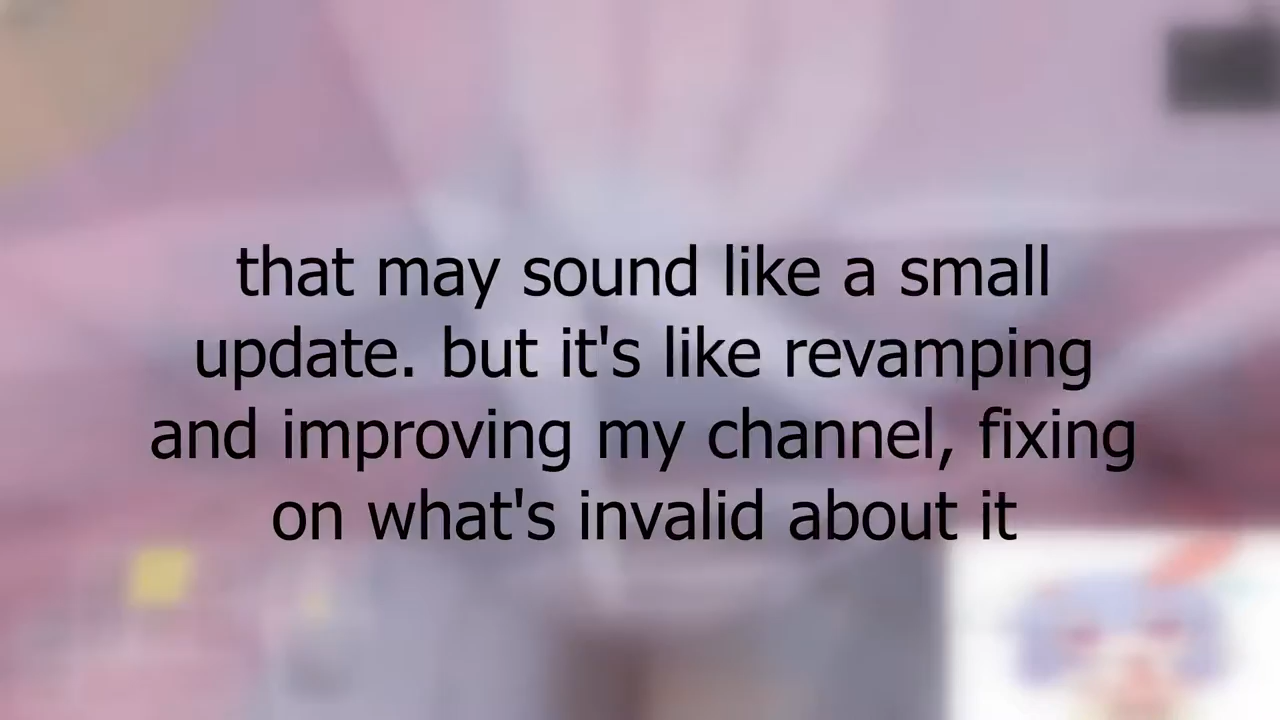 that may sound like a small
update. but it's like revamping
and improving my channel, fixing
on what's invalid about it